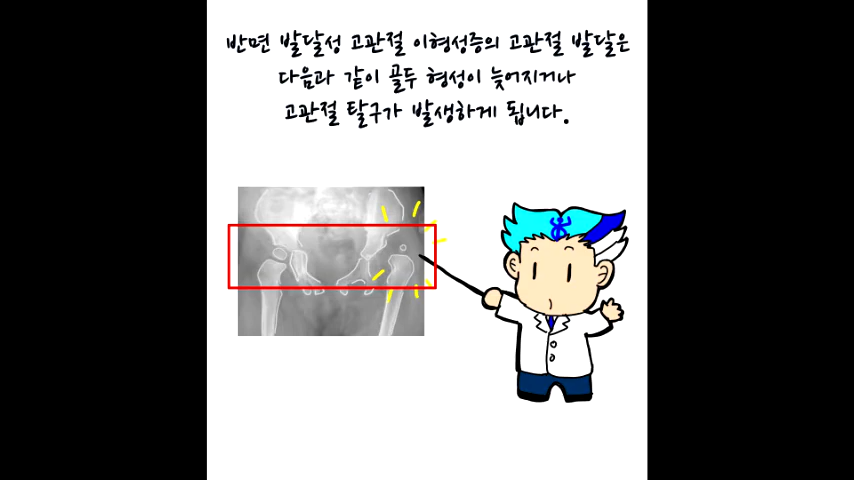 반면 발달성 고관절 이형성증의 고관절 발달은
다음과 같이 골두 형성이 늦어지거나
고관절 탈구가 발생하게 됩니다.